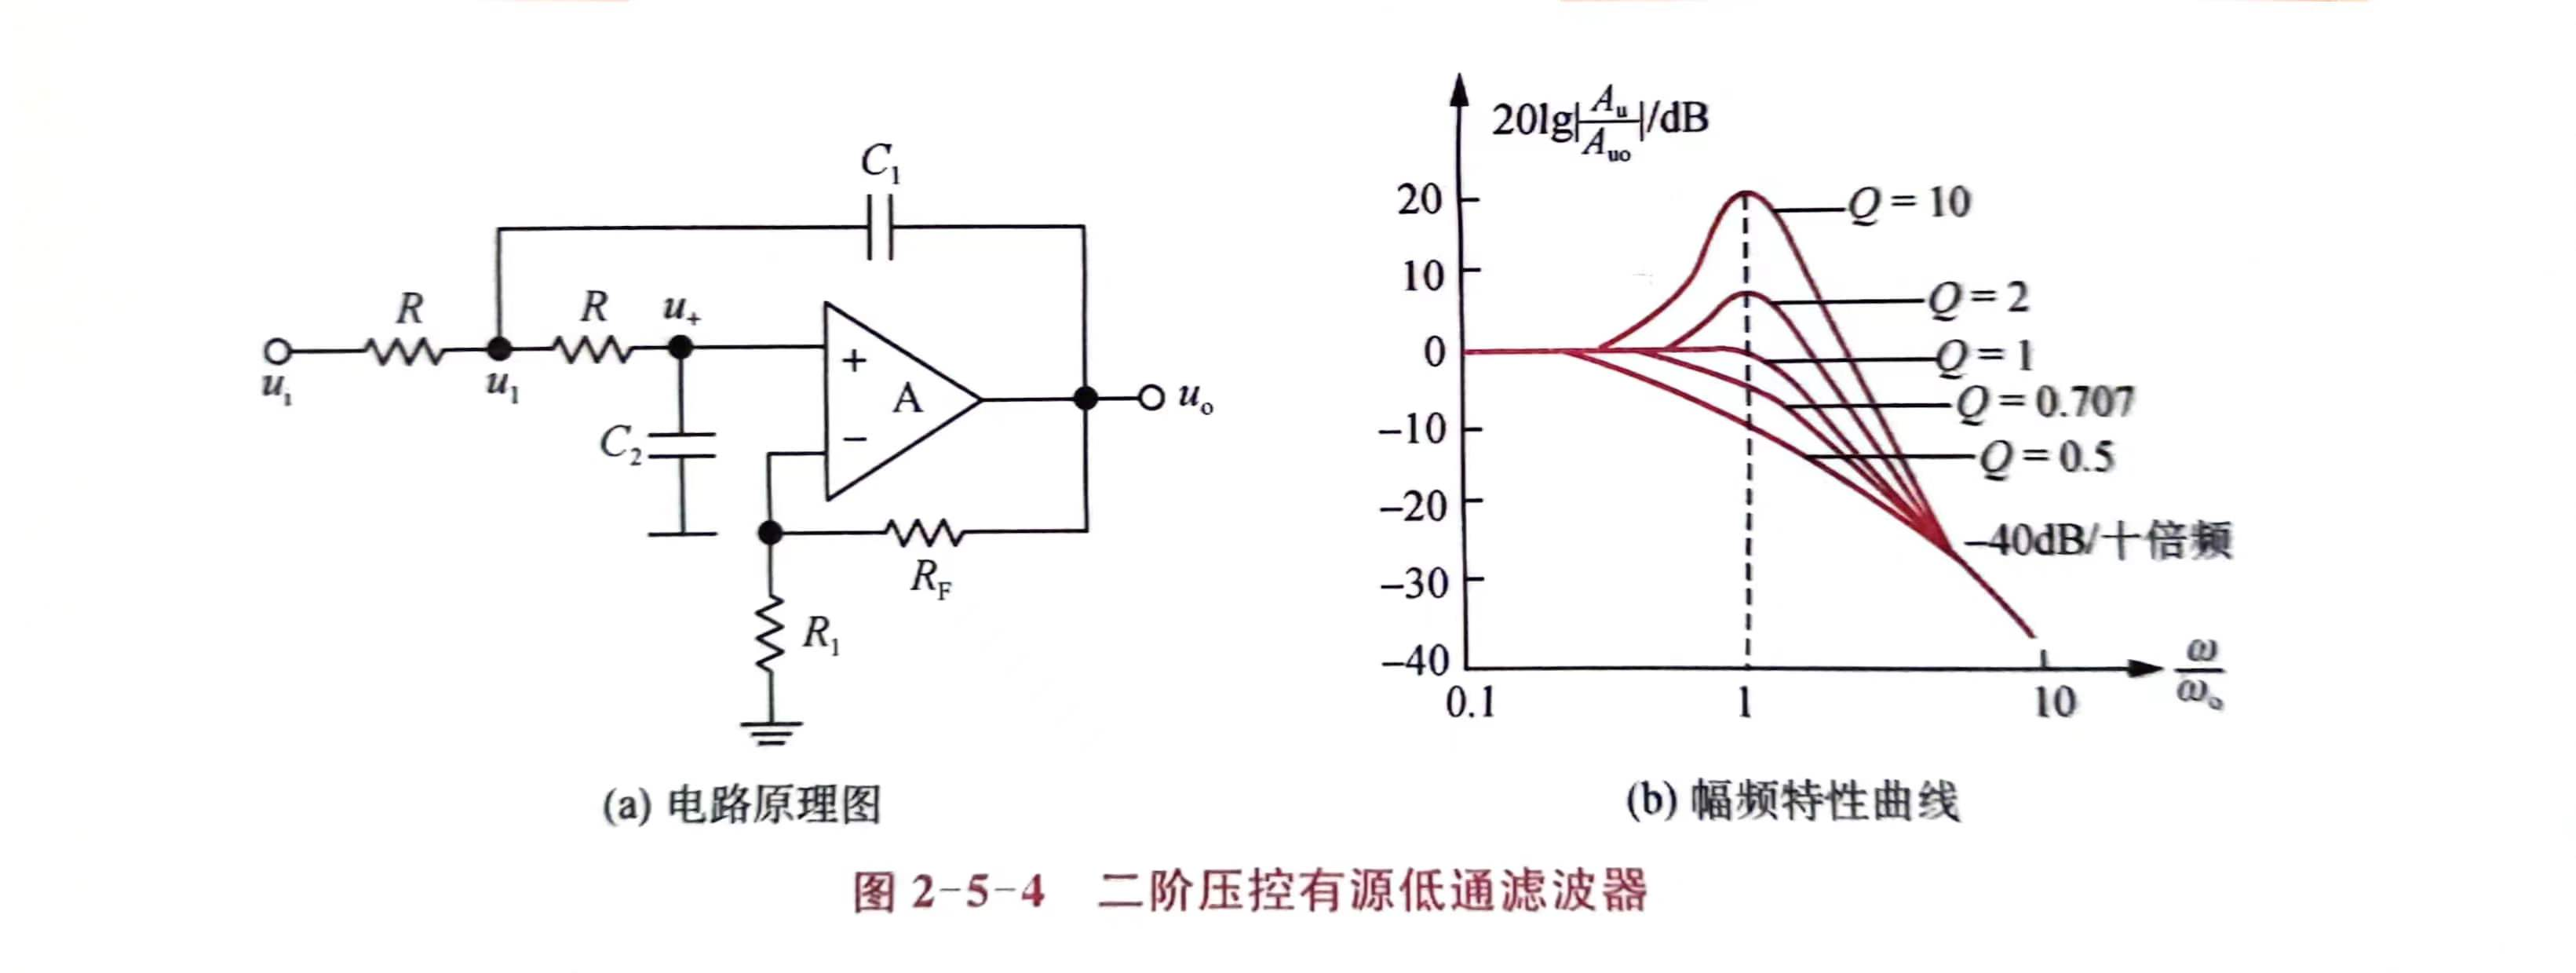 C₁
R
R
u₊
uᵢ
u₁
+
A
−
uₒ
C₂
R_F
R₁
(a) 电路原理图
20lg|A_u/A_uo|/dB
20
10
0
−10
−20
−30
−40
Q = 10
Q = 2
Q = 1
Q = 0.707
Q = 0.5
−40dB/十倍频
0.1
1
10
ω/ωₒ
(b) 幅频特性曲线
图 2-5-4 二阶压控有源低通滤波器